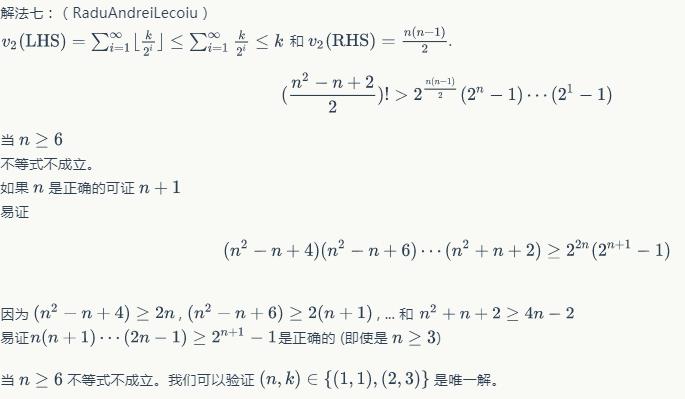 解法七：（ RaduAndreiLecoiu ）
$v_2(\mathrm{LHS}) = \sum_{i=1}^{\infty} \lfloor \frac{k}{2^i} \rfloor \leq \sum_{i=1}^{\infty} \frac{k}{2^i} \leq k$ 和 $v_2(\mathrm{RHS}) = \frac{n(n-1)}{2}$.
$(\frac{n^2-n+2}{2})! > 2^{\frac{n(n-1)}{2}}(2^n-1)\cdots(2^1-1)$
当 $n \geq 6$
不等式不成立。
如果 $n$ 是正确的可证 $n+1$
易证
$(n^2-n+4)(n^2-n+6)\cdots(n^2+n+2) \geq 2^{2n}(2^{n+1}-1)$
因为 $(n^2-n+4) \geq 2n$ , $(n^2-n+6) \geq 2(n+1)$ , ... 和 $n^2+n+2 \geq 4n-2$
易证$n(n+1)\cdots(2n-1) \geq 2^{n+1}-1$是正确的 (即使是 $n \geq 3$)
当 $n \geq 6$ 不等式不成立。我们可以验证 $(n,k) \in \{(1,1),(2,3)\}$ 是唯一解。